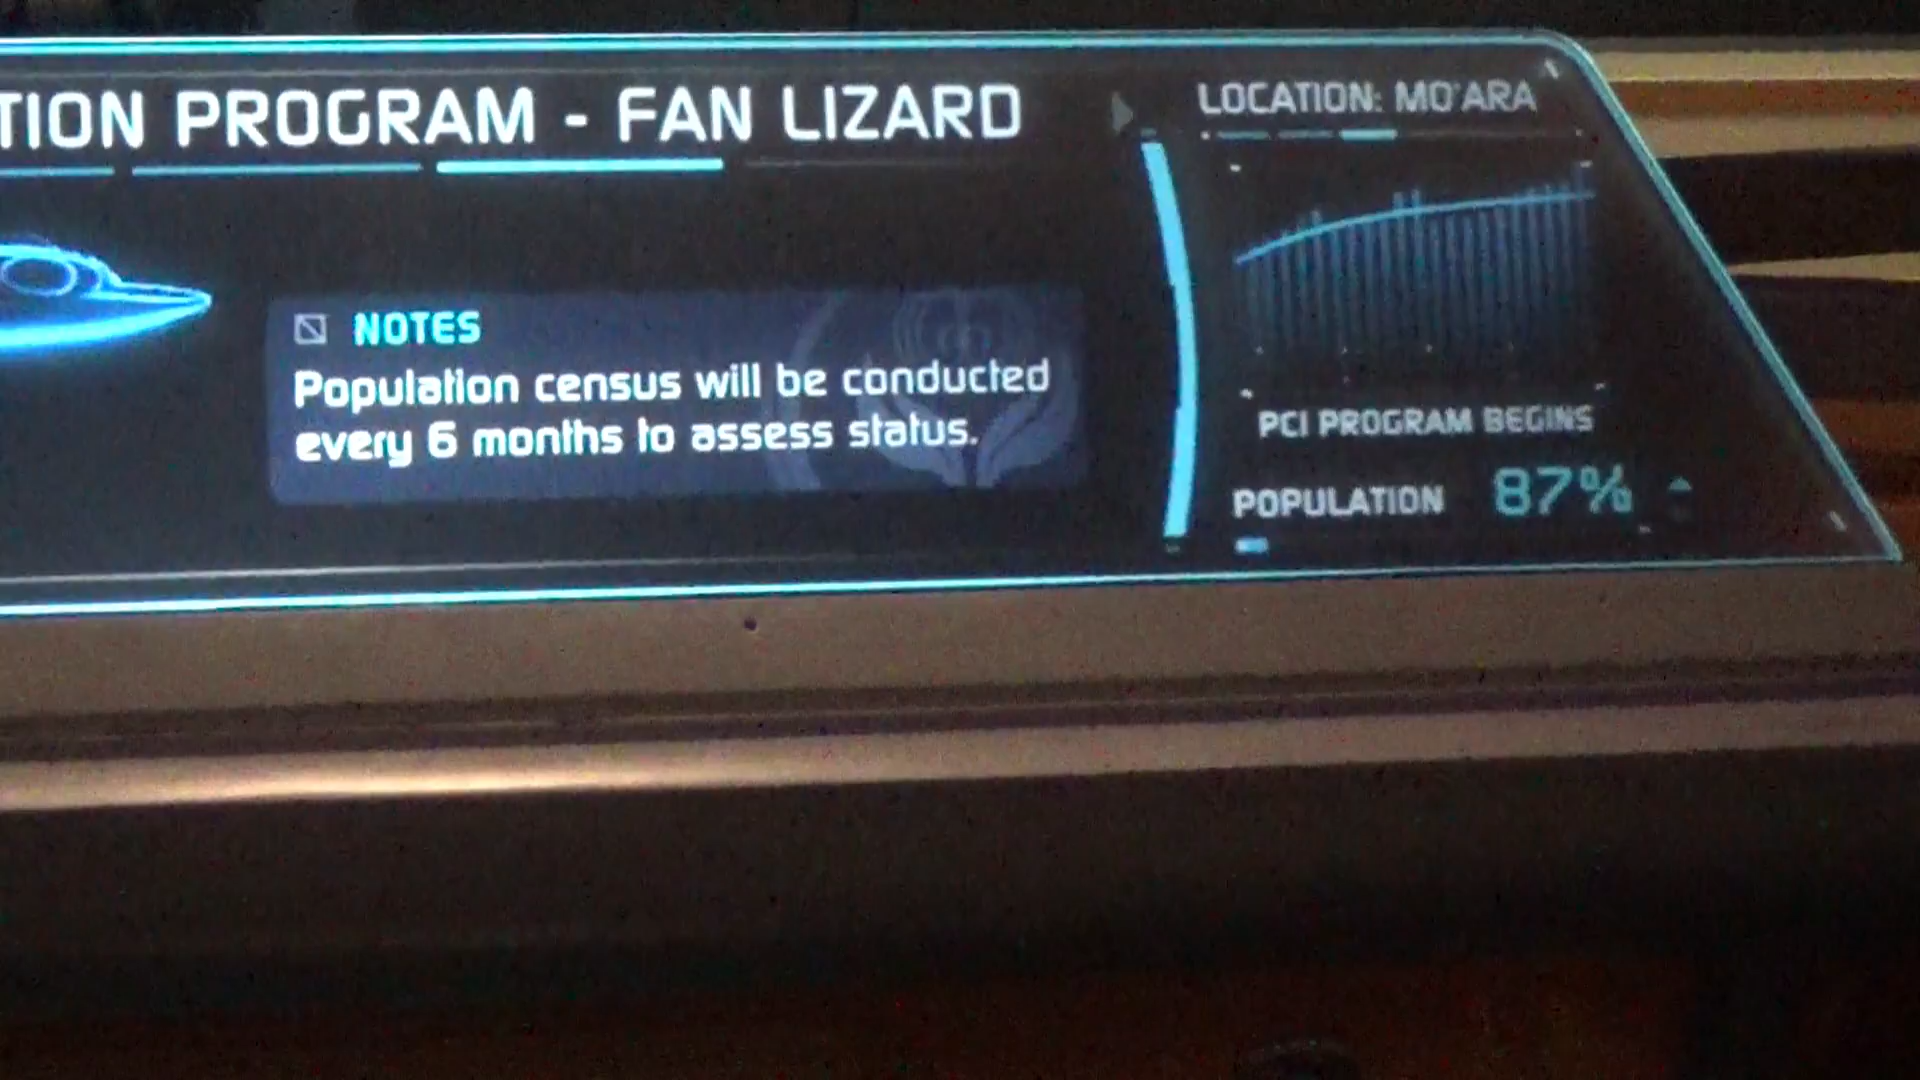 TION PROGRAM - FAN LIZARD
NOTES
Population census will be conducted
every 6 months to assess status.
LOCATION: MO'ARA
PCI PROGRAM BEGINS
POPULATION 87%